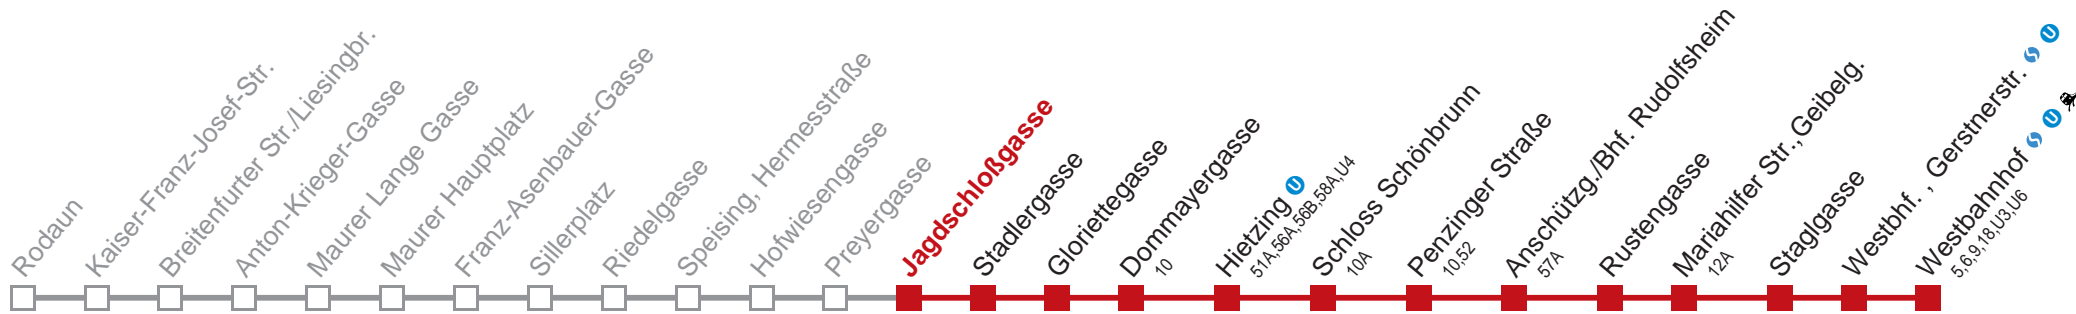 Rodaun
Kaiser-Franz-Josef-Str.
Breitenfurter Str./Liesingbr.
Anton-Krieger-Gasse
Maurer Lange Gasse
Maurer Hauptplatz
Franz-Asenbauer-Gasse
Sillerplatz
Riedelgasse
Speising, Hermesstraße
Hofwiesengasse
Preyergasse
Jagdschloßgasse
Stadlergasse
Gloriettegasse
Dommayergasse
10
Hietzing U
51A,56A,56B,58A,U4
Schloss Schönbrunn
10A
Penzinger Straße
10,52
Anschützg./Bhf. Rudolfsheim
57A
Rustengasse
Mariahilfer Str., Geibelg.
12A
Staglgasse
Westbhf. , Gerstnerstr. S U
Westbahnhof S U
5,6,9,18,U3,U6